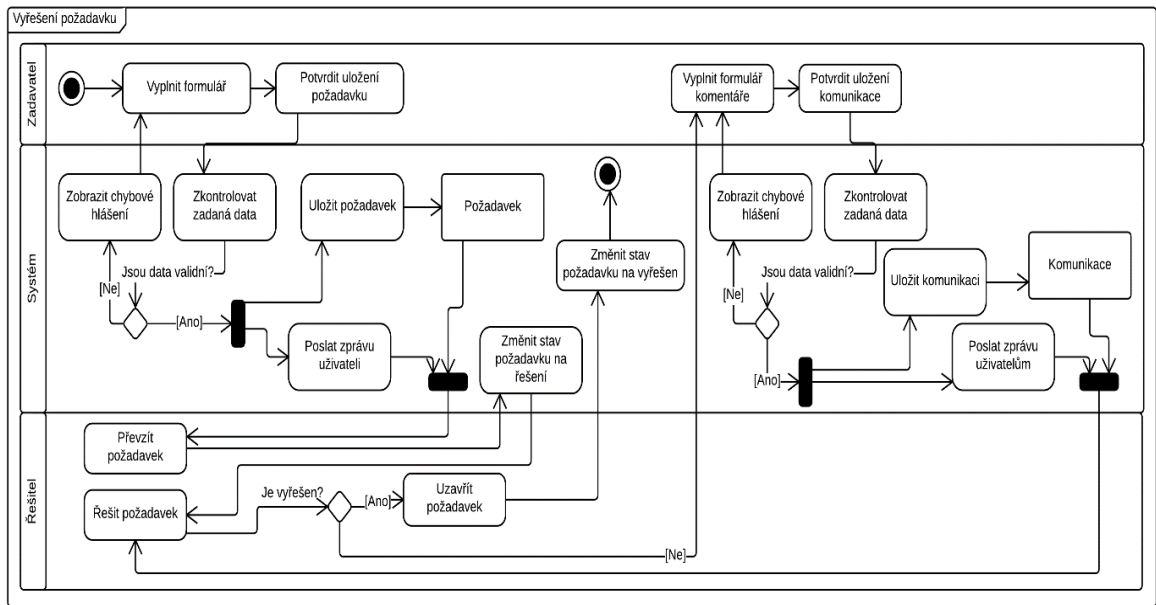 Vyřešení požadavku
Zadavatel
Vyplnit formulář
Potvrdit uložení
požadavku
Vyplnit formulář
komentáře
Potvrdit uložení
komunikace
Systém
Zobrazit chybové
hlášení
Zkontrolovat
zadaná data
Uložit požadavek
Požadavek
Změnit stav
požadavku na vyřešen
Zobrazit chybové
hlášení
Zkontrolovat
zadaná data
Uložit komunikaci
Komunikace
Jsou data validní?
[Ne]
[Ano]
Poslat zprávu
uživateli
Změnit stav
požadavku na
řešení
Jsou data validní?
[Ne]
[Ano]
Poslat zprávu
uživatelům
Řešitel
Převzít
požadavek
Řešit požadavek
Je vyřešen?
[Ano]
Uzavřít
požadavek
[Ne]